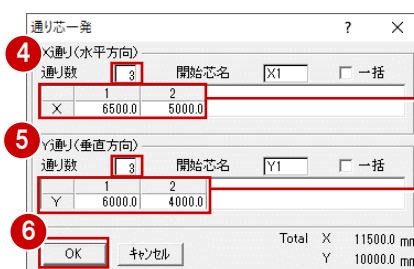 通り芯一発 ? ×
4
X通り(水平方向)
通り数 3 開始芯名 X1 一括
1 2
X 6500.0 5000.0
5
Y通り(垂直方向)
通り数 3 開始芯名 Y1 一括
1 2
Y 6000.0 4000.0
6
OK キャンセル Total X 11500.0 mm
Y 10000.0 mm